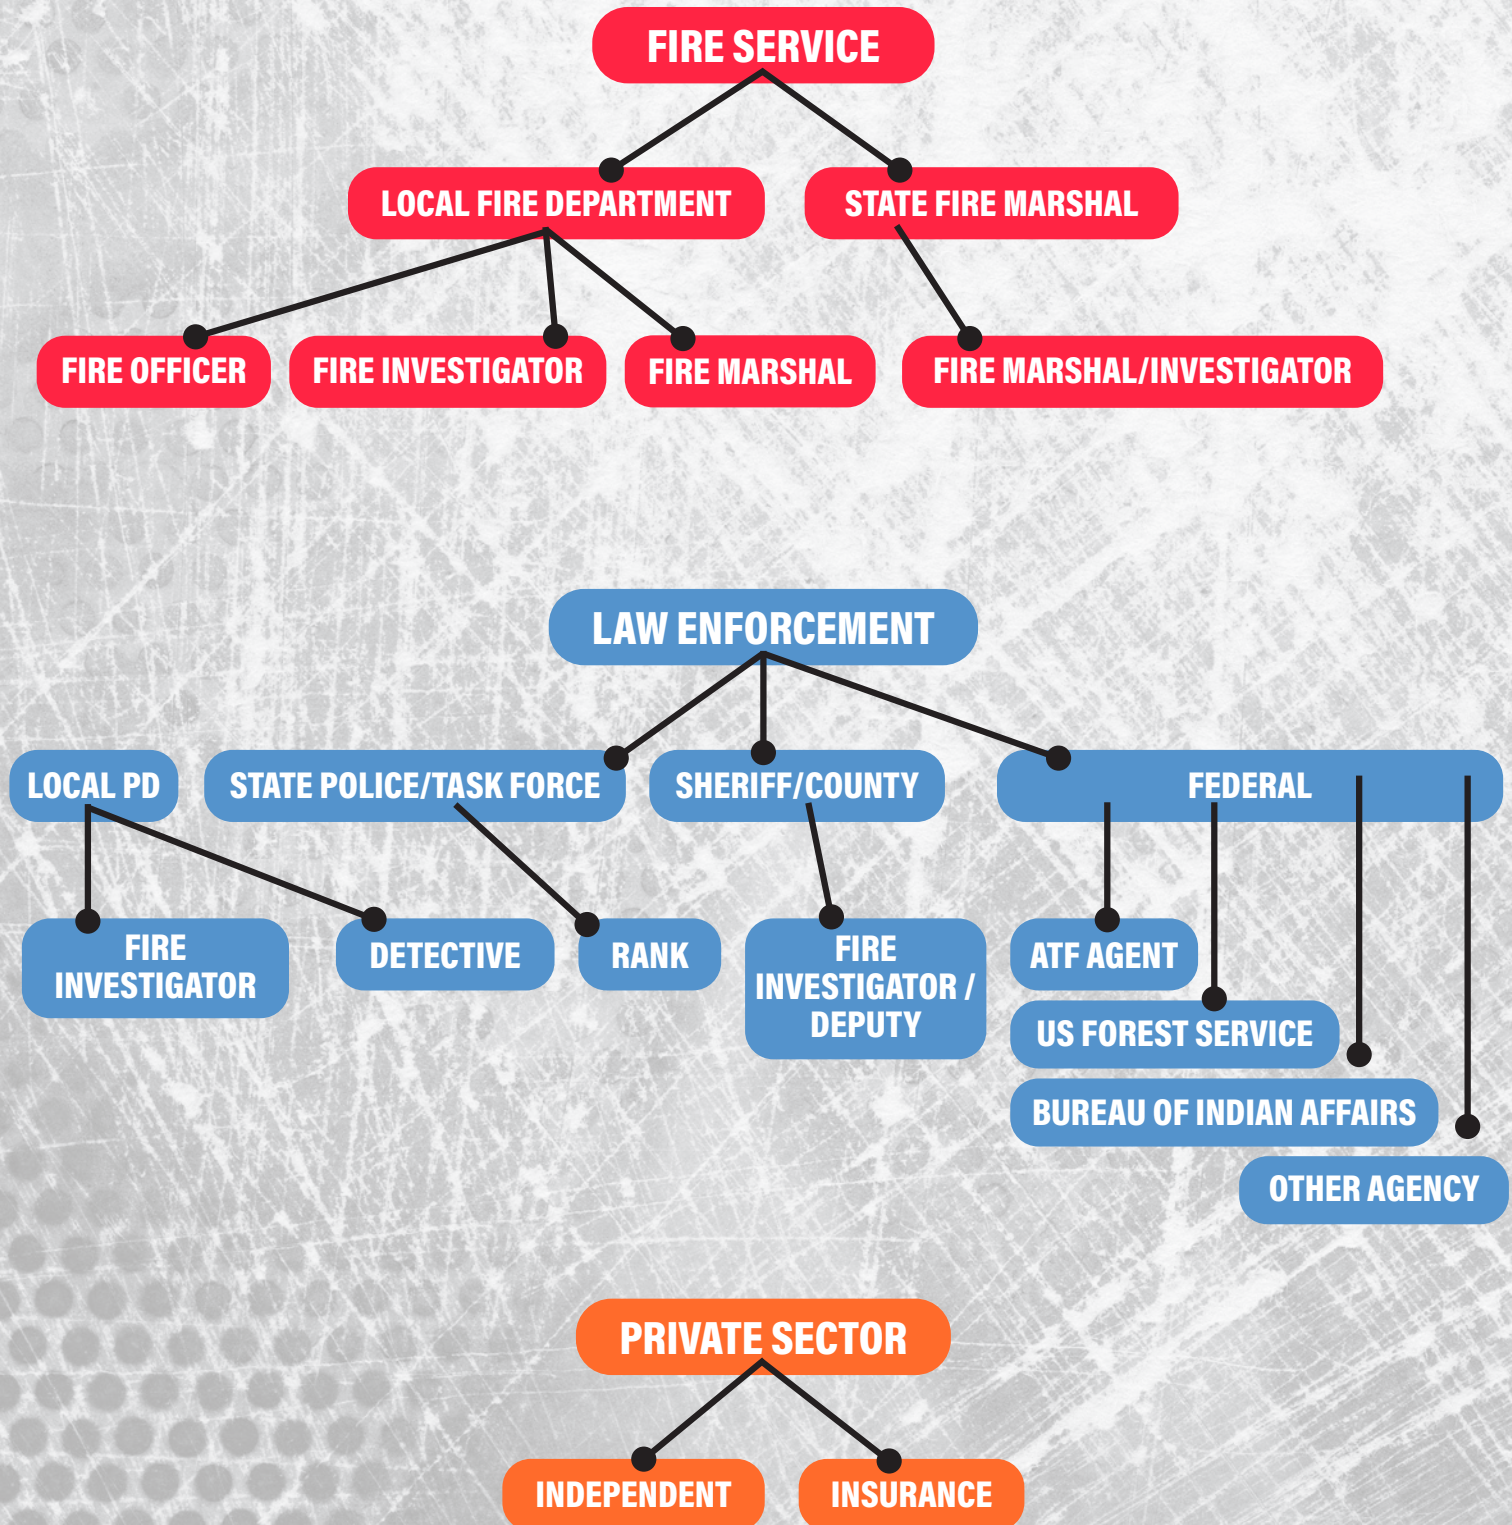 FIRE SERVICE
LOCAL FIRE DEPARTMENT
STATE FIRE MARSHAL
FIRE OFFICER
FIRE INVESTIGATOR
FIRE MARSHAL
FIRE MARSHAL/INVESTIGATOR
LAW ENFORCEMENT
LOCAL PD
STATE POLICE/TASK FORCE
SHERIFF/COUNTY
FEDERAL
FIRE
INVESTIGATOR
DETECTIVE
RANK
FIRE
INVESTIGATOR /
DEPUTY
ATF AGENT
US FOREST SERVICE
BUREAU OF INDIAN AFFAIRS
OTHER AGENCY
PRIVATE SECTOR
INDEPENDENT
INSURANCE